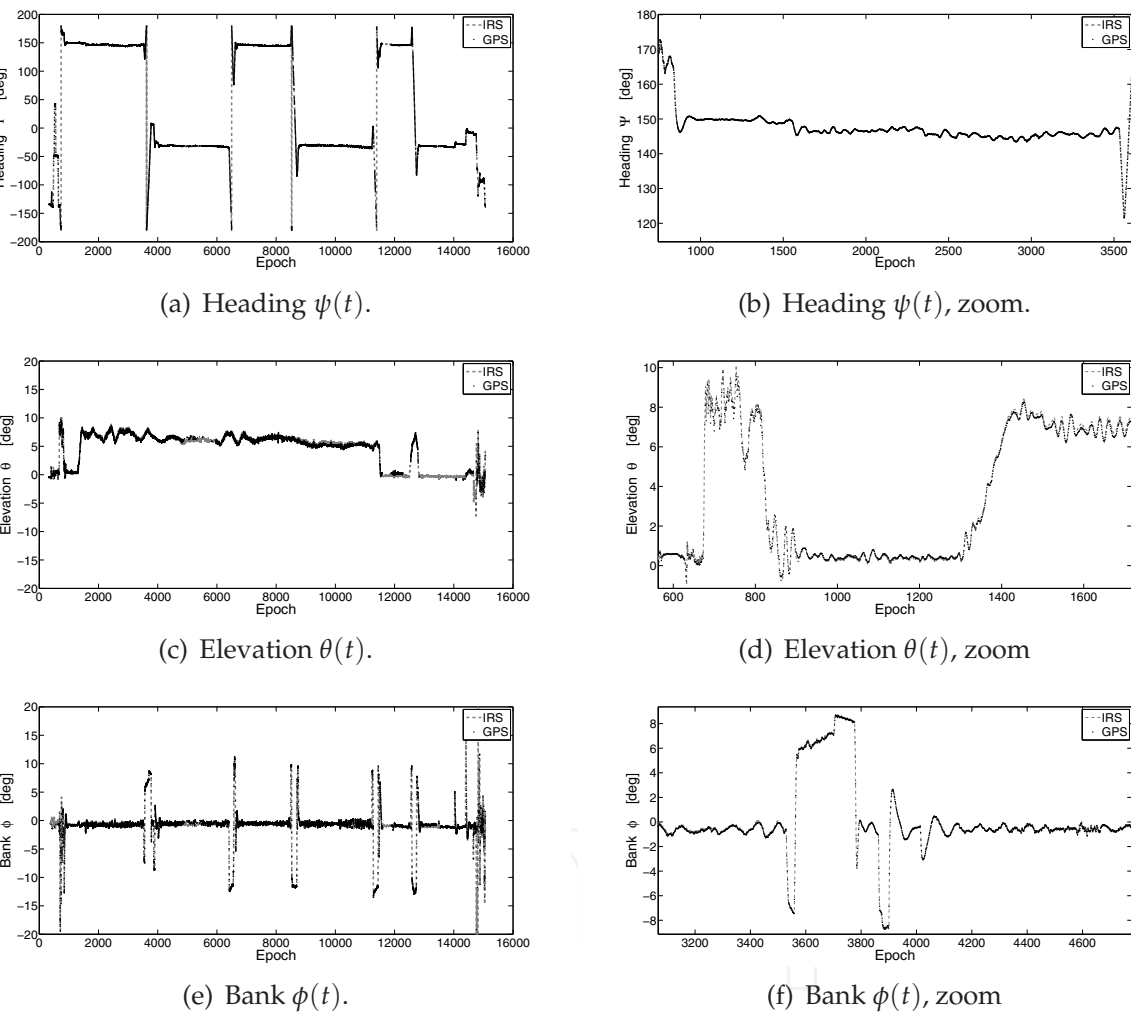 200
150
100
50
0
−50
−100
−150
−200
[deg]
0 2000 4000 6000 8000 10000 12000 14000 16000
Epoch
IRS
GPS
(a) Heading ψ(t).
180
170
160
150
140
130
120
Heading Ψ [deg]
1000 1500 2000 2500 3000 3500
Epoch
IRS
GPS
(b) Heading ψ(t), zoom.
20
15
10
5
0
−5
−10
−15
−20
Elevation θ [deg]
0 2000 4000 6000 8000 10000 12000 14000 16000
Epoch
IRS
GPS
(c) Elevation θ(t).
10
8
6
4
2
0
Elevation θ [deg]
600 800 1000 1200 1400 1600
Epoch
IRS
GPS
(d) Elevation θ(t), zoom
20
15
10
5
0
−5
−10
−15
−20
Bank ϕ [deg]
0 2000 4000 6000 8000 10000 12000 14000 16000
Epoch
IRS
GPS
(e) Bank ϕ(t).
8
6
4
2
0
−2
−4
−6
−8
Bank ϕ [deg]
3200 3400 3600 3800 4000 4200 4400 4600
Epoch
IRS
GPS
(f) Bank ϕ(t), zoom